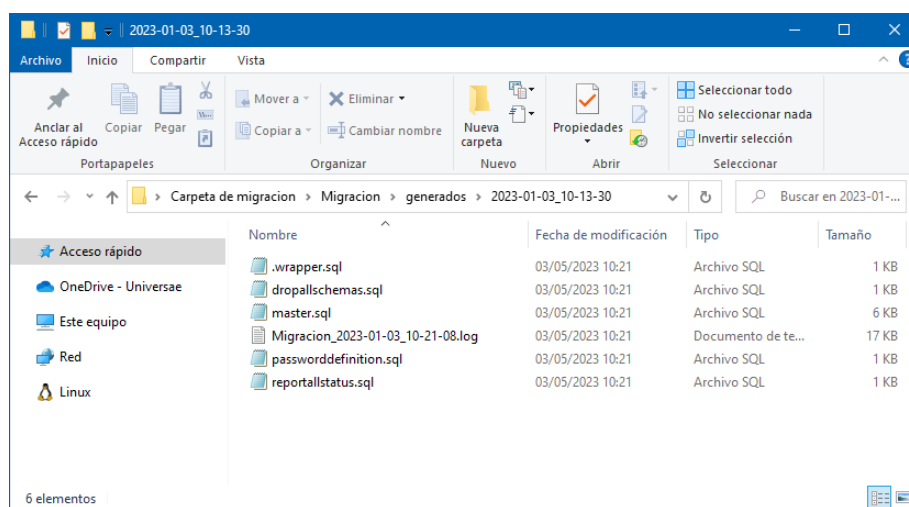 2023-01-03_10-13-30
Archivo Inicio Compartir Vista
Anclar al Acceso rápido
Copiar
Pegar
Mover a
Copiar a
Eliminar
Cambiar nombre
Nueva carpeta
Propiedades
Seleccionar todo
No seleccionar nada
Invertir selección
Portapapeles Organizar Nuevo Abrir Seleccionar
Carpeta de migracion > Migracion > generados > 2023-01-03_10-13-30
Buscar en 2023-01-...
Acceso rápido
OneDrive - Universae
Este equipo
Red
Linux
Nombre Fecha de modificación Tipo Tamaño
.wrapper.sql 03/05/2023 10:21 Archivo SQL 1 KB
dropallschemas.sql 03/05/2023 10:21 Archivo SQL 1 KB
master.sql 03/05/2023 10:21 Archivo SQL 6 KB
Migracion_2023-01-03_10-21-08.log 03/05/2023 10:21 Documento de te... 17 KB
passworddefinition.sql 03/05/2023 10:21 Archivo SQL 1 KB
reportallstatus.sql 03/05/2023 10:21 Archivo SQL 1 KB
6 elementos